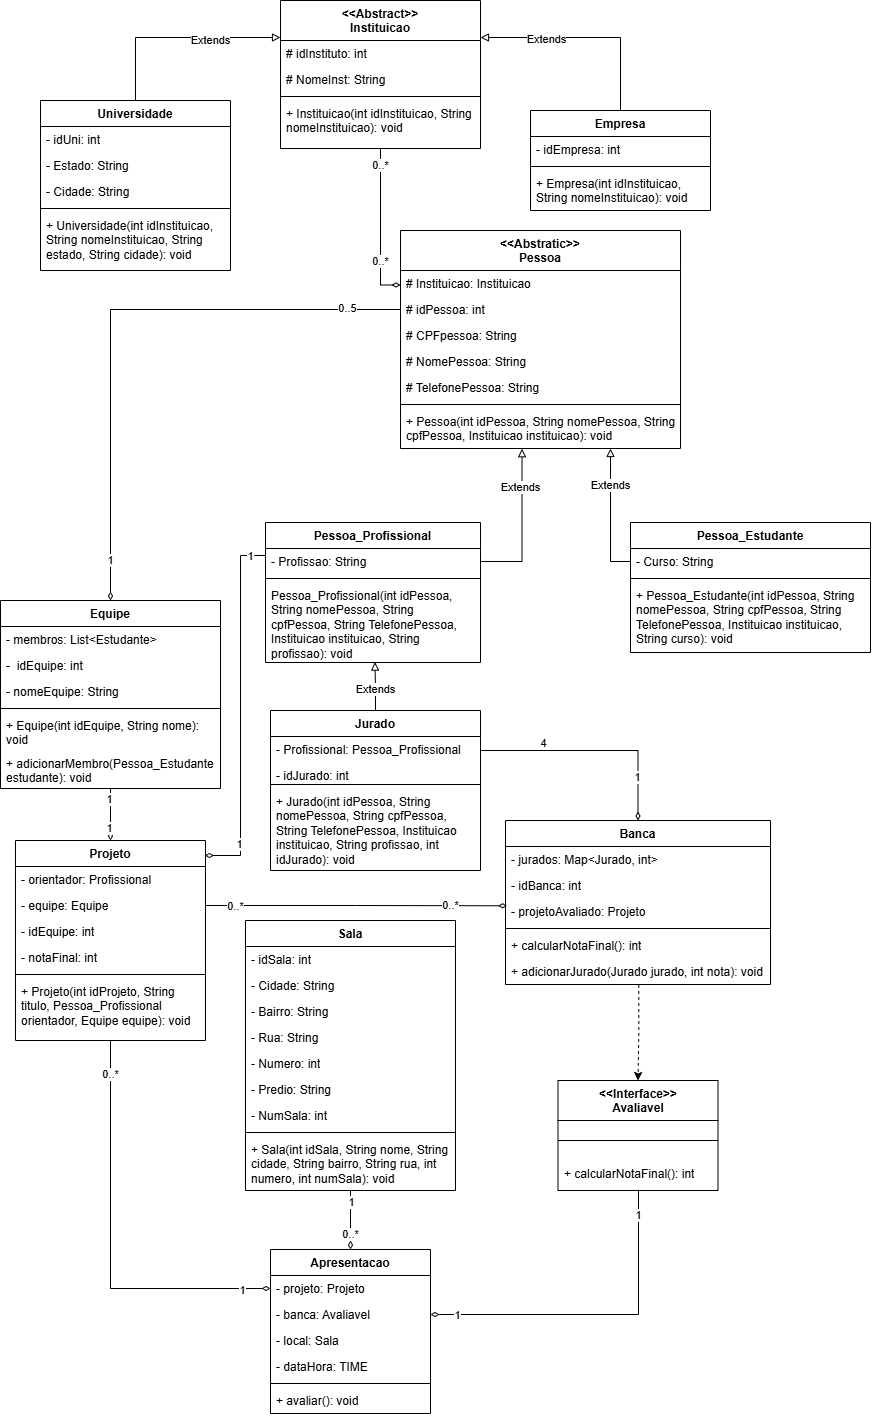 <<Abstract>>
Instituicao
# idInstituto: int
# NomeInst: String
+ Instituicao(int idInstituicao, String
nomeInstituicao): void
Extends
Extends
Universidade
- idUni: int
- Estado: String
- Cidade: String
+ Universidade(int idInstituicao,
String nomeInstituicao, String
estado, String cidade): void
Empresa
- idEmpresa: int
+ Empresa(int idInstituicao,
String nomeInstituicao): void
0..*
0..*
<<Abstratic>>
Pessoa
# Instituicao: Instituicao
# idPessoa: int
# CPFpessoa: String
# NomePessoa: String
# TelefonePessoa: String
+ Pessoa(int idPessoa, String nomePessoa, String
cpfPessoa, Instituicao instituicao): void
0..5
1
Extends
Extends
Pessoa_Profissional
- Profissao: String
Pessoa_Profissional(int idPessoa,
String nomePessoa, String
cpfPessoa, String TelefonePessoa,
Instituicao instituicao, String
profissao): void
Pessoa_Estudante
- Curso: String
+ Pessoa_Estudante(int idPessoa, String
nomePessoa, String cpfPessoa, String
TelefonePessoa, Instituicao instituicao,
String curso): void
1
1
Equipe
- membros: List<Estudante>
- idEquipe: int
- nomeEquipe: String
+ Equipe(int idEquipe, String nome):
void
+ adicionarMembro(Pessoa_Estudante
estudante): void
Extends
Jurado
- Profissional: Pessoa_Profissional
- idJurado: int
+ Jurado(int idPessoa, String
nomePessoa, String cpfPessoa,
String TelefonePessoa, Instituicao
instituicao, String profissao, int
idJurado): void
4
1
1
1
Projeto
- orientador: Profissional
- equipe: Equipe
- idEquipe: int
- notaFinal: int
+ Projeto(int idProjeto, String
titulo, Pessoa_Profissional
orientador, Equipe equipe): void
Banca
- jurados: Map<Jurado, int>
- idBanca: int
- projetoAvaliado: Projeto
+ calcularNotaFinal(): int
+ adicionarJurado(Jurado jurado, int nota): void
0..*
0..*
Sala
- idSala: int
- Cidade: String
- Bairro: String
- Rua: String
- Numero: int
- Predio: String
- NumSala: int
+ Sala(int idSala, String nome, String
cidade, String bairro, String rua, int
numero, int numSala): void
0..*
1
<<Interface>>
Avaliavel
+ calcularNotaFinal(): int
1
1
1
0..*
Apresentacao
- projeto: Projeto
- banca: Avaliavel
- local: Sala
- dataHora: TIME
+ avaliar(): void